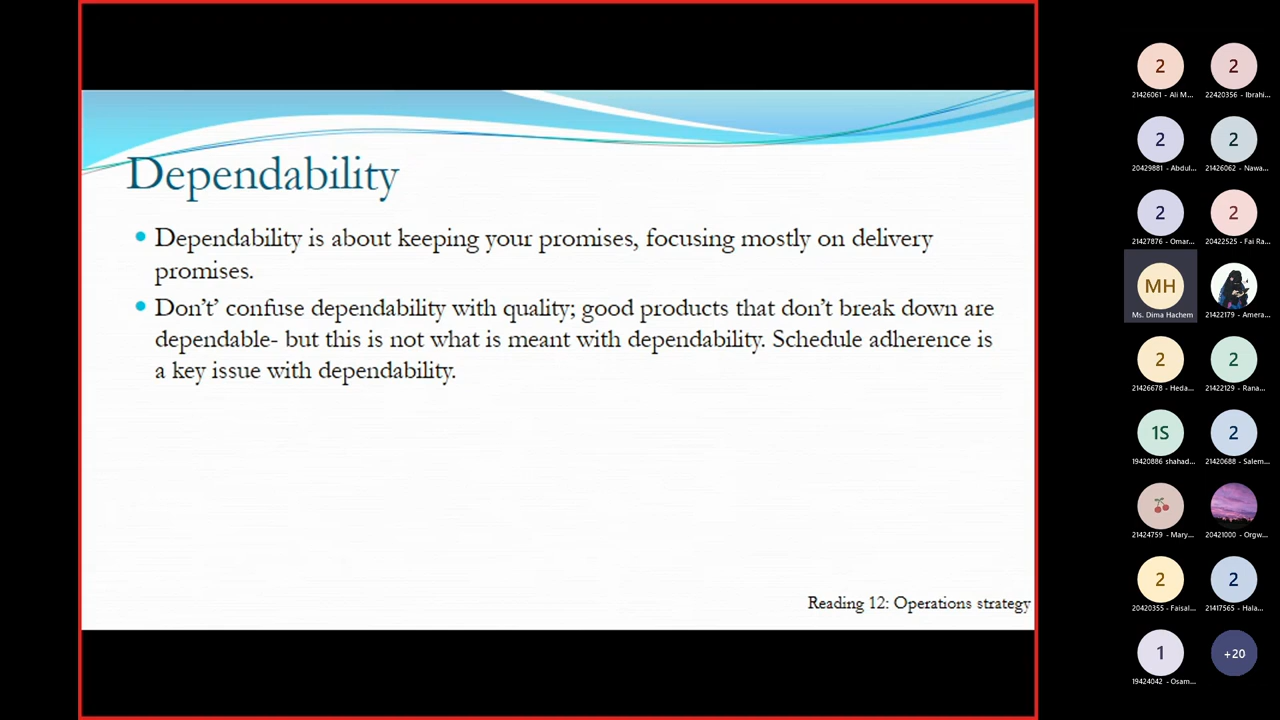 Dependability
Dependability is about keeping your promises, focusing mostly on delivery
promises.
Don't' confuse dependability with quality; good products that don't break down are
dependable- but this is not what is meant with dependability. Schedule adherence is
a key issue with dependability.
Reading 12: Operations strategy
2 2
21426061 - Ali M... 22420356 - Ibrahi...
2 2
20429881 - Abdul... 21426062 - Nawa...
2 2
21427876 - Omar... 20422525 - Fai Ra...
MH
Ms. Dima Hachem 21422179 - Amera...
2 2
21426678 - Heda... 21422129 - Rana...
1S 2
19420886 shahad... 21420688 - Salem...
21424759 - Mary... 20421000 - Orgw...
2 2
20420355 - Faisal... 21417565 - Hala...
1 +20
19424042 - Osam...